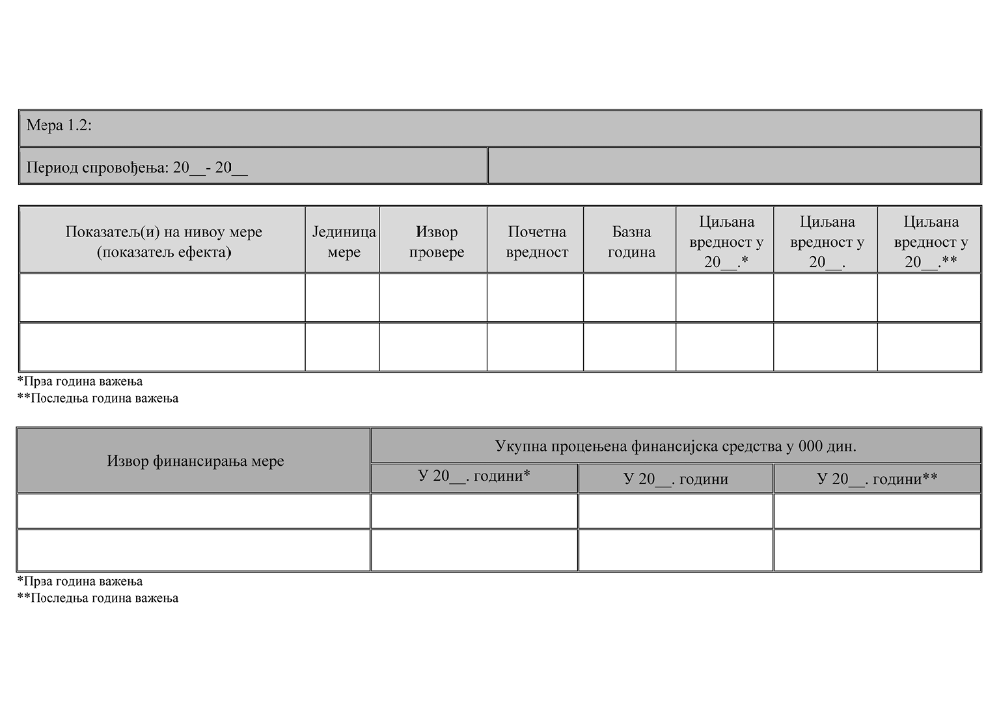 Мера 1.2:
Период спровођења: 20__- 20__
Показатељ(и) на нивоу мере
(показатељ ефекта)
Јединица
мере
Извор
провере
Почетна
вредност
Базна
година
Циљана
вредност у
20__.*
Циљана
вредност у
20__.
Циљана
вредност у
20__.**
*Прва година важења
**Последња година важења
Извор финансирања мере
Укупна процењена финансијска средства у 000 дин.
У 20__. години*
У 20__. години
У 20__. години**
*Прва година важења
**Последња година важења